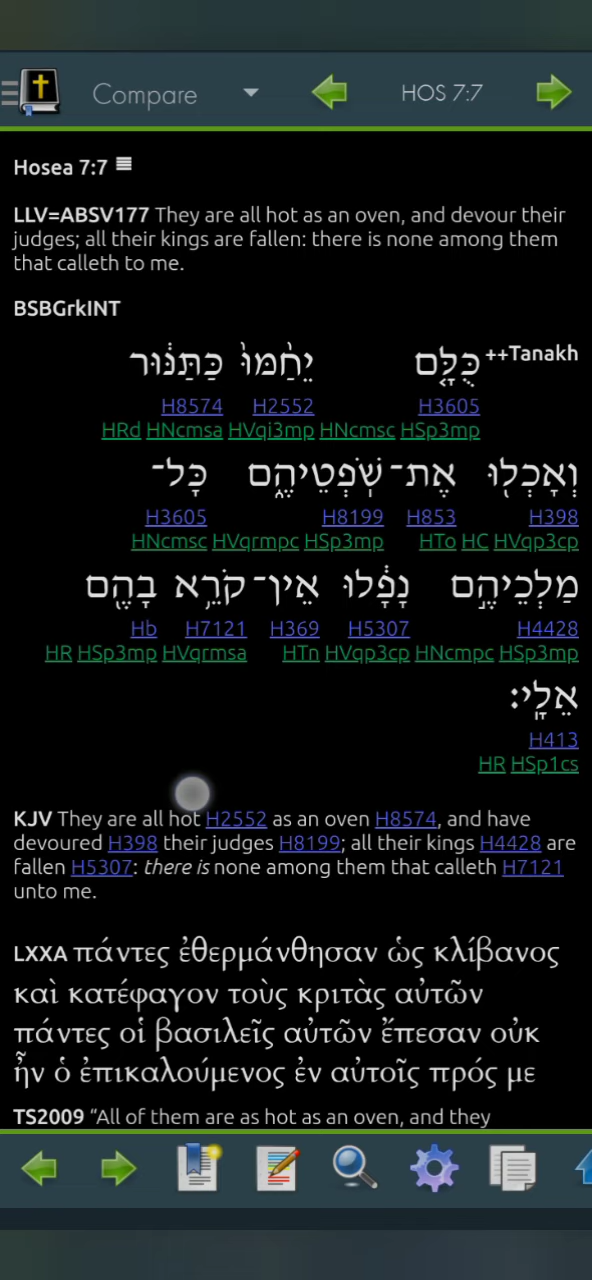 Compare
HOS 7:7
Hosea 7:7
LLV=ABSV177 They are all hot as an oven, and devour their
judges; all their kings are fallen: there is none among them
that calleth to me.
BSBGrkINT
++Tanakh כֻּלָּ֤ם יֵחַ֙מּוּ֙ כַּתַּנּ֔וּר
H8574 H2552 H3605
HRd HNcmsa HVqi3mp HNcmsc HSp3mp
וְאָכְל֖וּ אֶת־ שֹֽׁפְטֵיהֶ֑ם כָּל־
H3605 H8199 H853 H398
HNcmsc HVqrmpc HSp3mp HTo HC HVqp3cp
מַלְכֵיהֶ֣ם נָפָ֔לוּ אֵין־ קֹרֵ֥א בָהֶ֖ם
Hb H7121 H369 H5307 H4428
HR HSp3mp HVqrmsa HTn HVqp3cp HNcmpc HSp3mp
אֵלָֽי׃
H413
HR HSp1cs
KJV They are all hot H2552 as an oven H8574, and have
devoured H398 their judges H8199; all their kings H4428 are
fallen H5307: there is none among them that calleth H7121
unto me.
LXXA πάντες ἐθερμάνθησαν ὡς κλίβανος
καὶ κατέφαγον τοὺς κριτὰς αὐτῶν
πάντες οἱ βασιλεῖς αὐτῶν ἔπεσαν οὐκ
ἦν ὁ ἐπικαλούμενος ἐν αὐτοῖς πρός με
TS2009 “All of them are as hot as an oven, and they